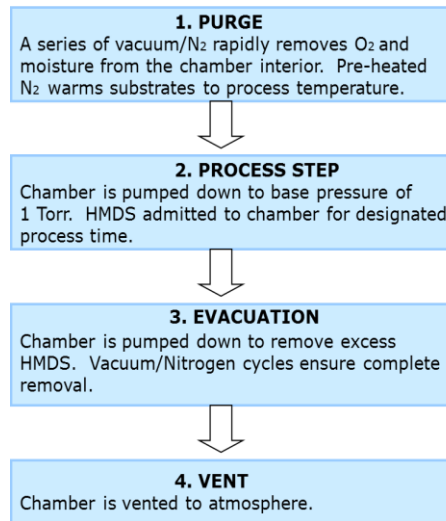 1. PURGE
A series of vacuum/N₂ rapidly removes O₂ and
moisture from the chamber interior. Pre-heated
N₂ warms substrates to process temperature.
2. PROCESS STEP
Chamber is pumped down to base pressure of
1 Torr. HMDS admitted to chamber for designated
process time.
3. EVACUATION
Chamber is pumped down to remove excess
HMDS. Vacuum/Nitrogen cycles ensure complete
removal.
4. VENT
Chamber is vented to atmosphere.